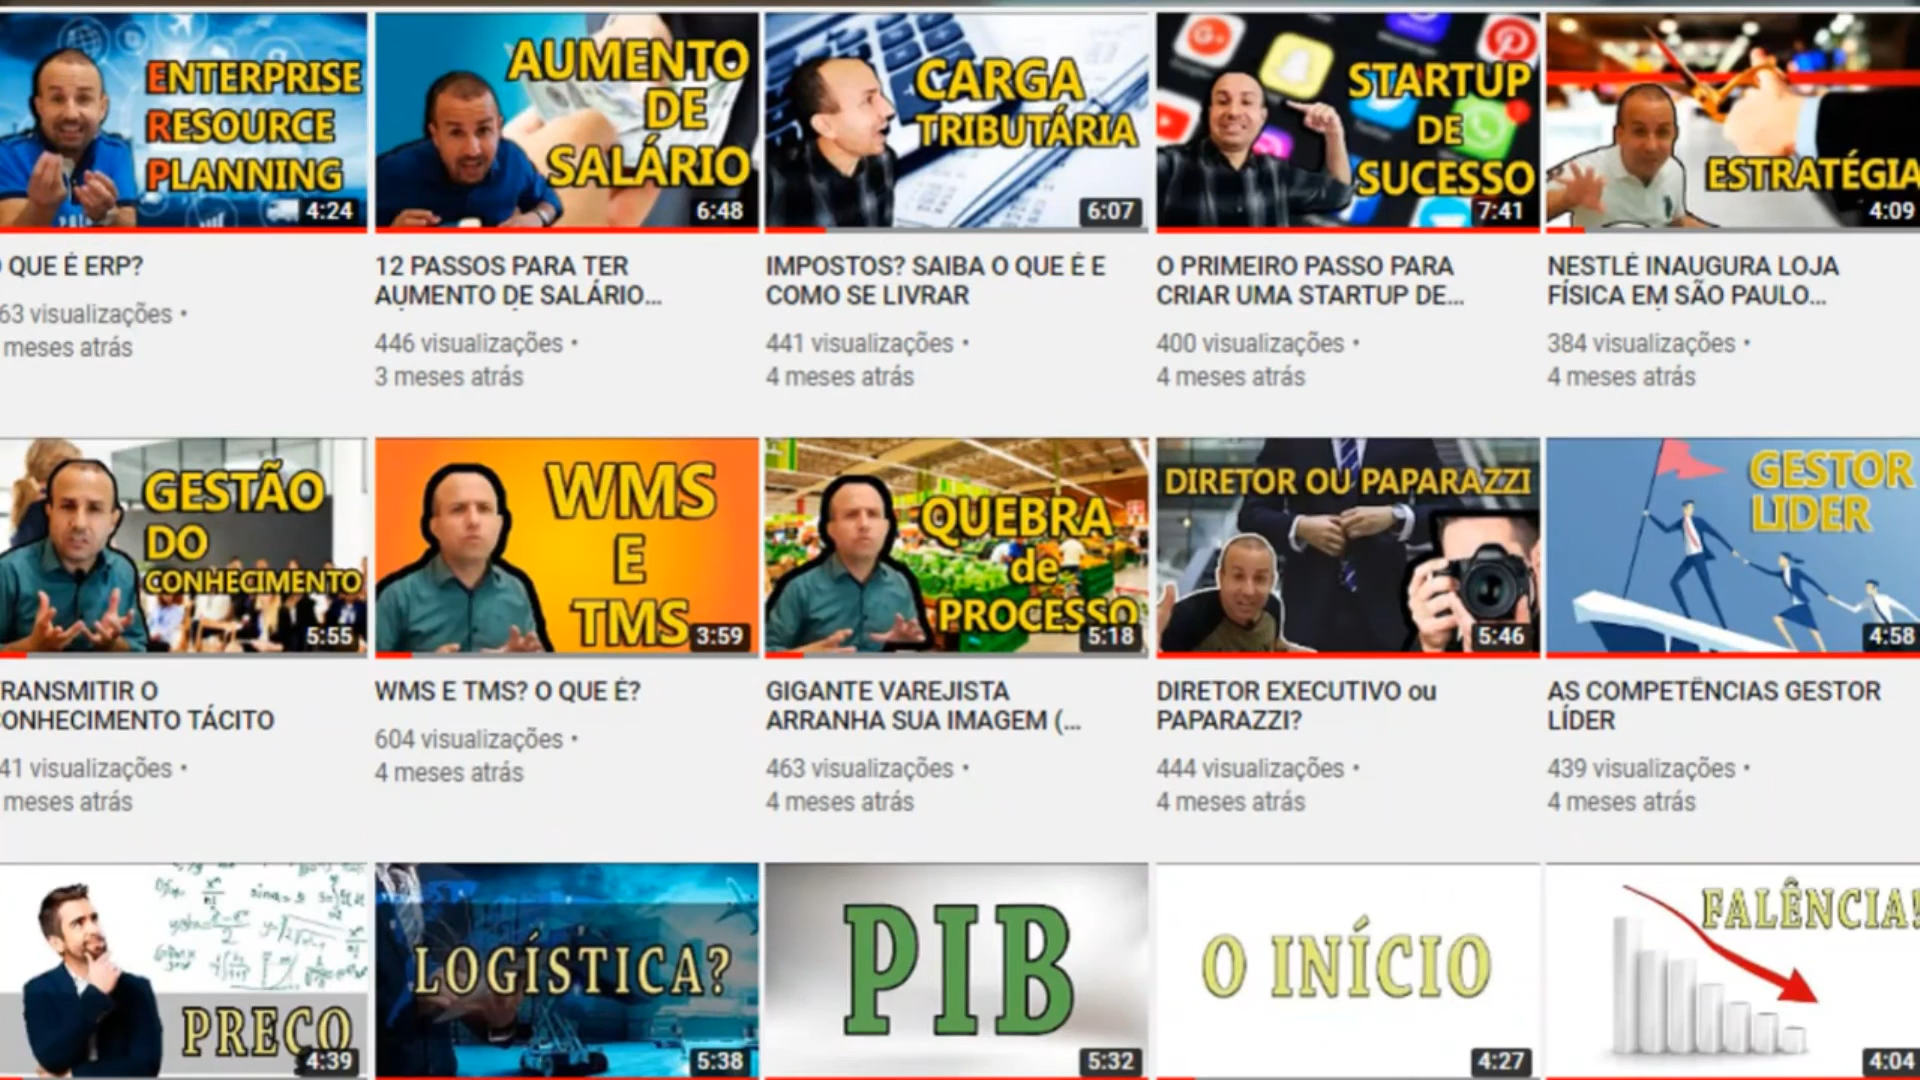 ENTERPRISE
RESOURCE
PLANNING
4:24
AUMENTO
DE
SALÁRIO
6:48
CARGA
TRIBUTÁRIA
6:07
STARTUP
DE
SUCESSO
7:41
ESTRATÉGIA
4:09
QUE É ERP?
63 visualizações •
meses atrás
12 PASSOS PARA TER
AUMENTO DE SALÁRIO...
446 visualizações •
3 meses atrás
IMPOSTOS? SAIBA O QUE É E
COMO SE LIVRAR
441 visualizações •
4 meses atrás
O PRIMEIRO PASSO PARA
CRIAR UMA STARTUP DE...
400 visualizações •
4 meses atrás
NESTLÉ INAUGURA LOJA
FÍSICA EM SÃO PAULO...
384 visualizações •
4 meses atrás
GESTÃO
DO
CONHECIMENTO
5:55
WMS
E
TMS
3:59
QUEBRA
de
PROCESSO
5:18
DIRETOR OU PAPARAZZI
5:46
GESTOR
LIDER
4:58
RANSMITIR O
ONHECIMENTO TÁCITO
41 visualizações •
meses atrás
WMS E TMS? O QUE É?
604 visualizações •
4 meses atrás
GIGANTE VAREJISTA
ARRANHA SUA IMAGEM (...
463 visualizações •
4 meses atrás
DIRETOR EXECUTIVO ou
PAPARAZZI?
444 visualizações •
4 meses atrás
AS COMPETÊNCIAS GESTOR
LÍDER
439 visualizações •
4 meses atrás
PREÇO
4:39
LOGÍSTICA?
5:38
PIB
5:32
O INÍCIO
4:27
FALÊNCIA!
4:04